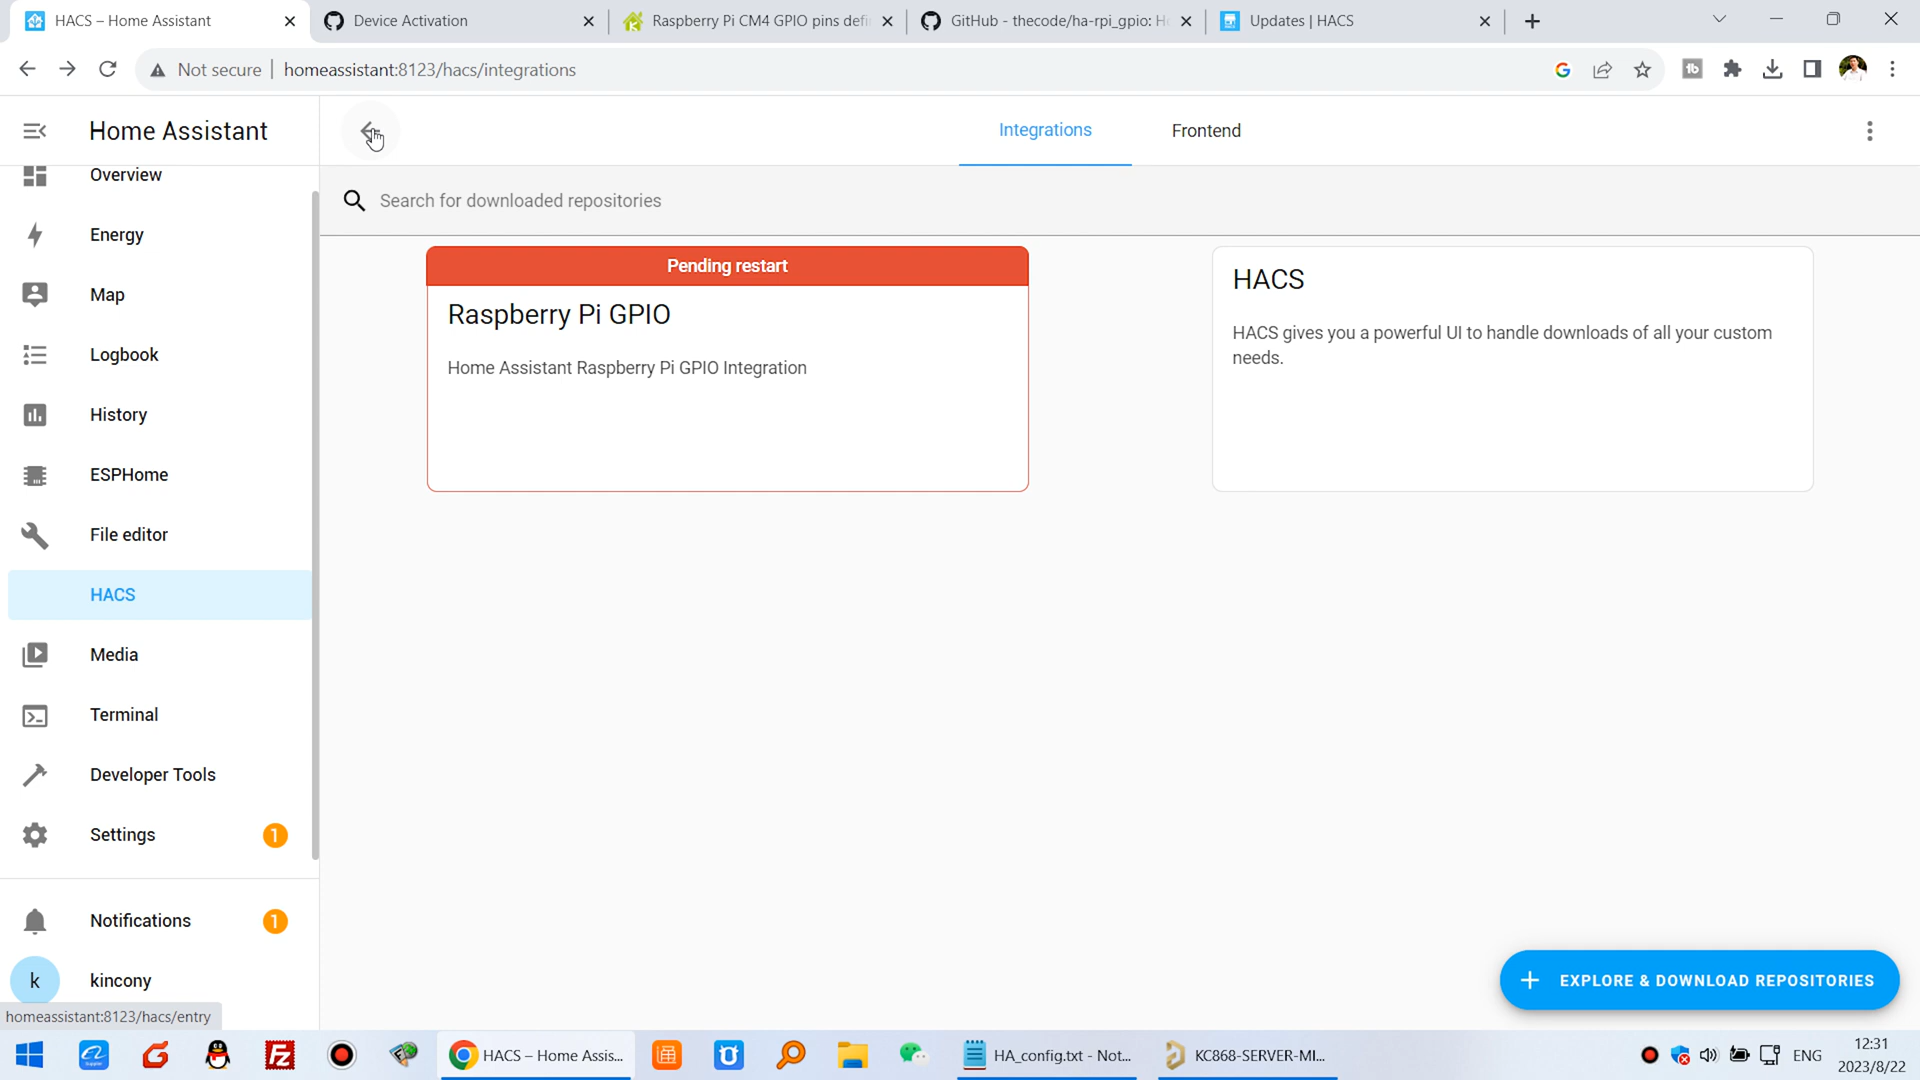 HACS – Home Assistant
Device Activation
Raspberry Pi CM4 GPIO pins defi
GitHub - thecode/ha-rpi_gpio: Ho
Updates | HACS
Not secure
homeassistant:8123/hacs/integrations
Home Assistant
Integrations
Frontend
Search for downloaded repositories
Overview
Energy
Map
Logbook
History
ESPHome
File editor
HACS
Media
Terminal
Developer Tools
Settings 1
Notifications 1
k kincony
homeassistant:8123/hacs/entry
Pending restart
Raspberry Pi GPIO
Home Assistant Raspberry Pi GPIO Integration
HACS
HACS gives you a powerful UI to handle downloads of all your custom
needs.
EXPLORE & DOWNLOAD REPOSITORIES
HACS – Home Assis...
HA_config.txt - Not...
KC868-SERVER-MI...
ENG
12:31
2023/8/22